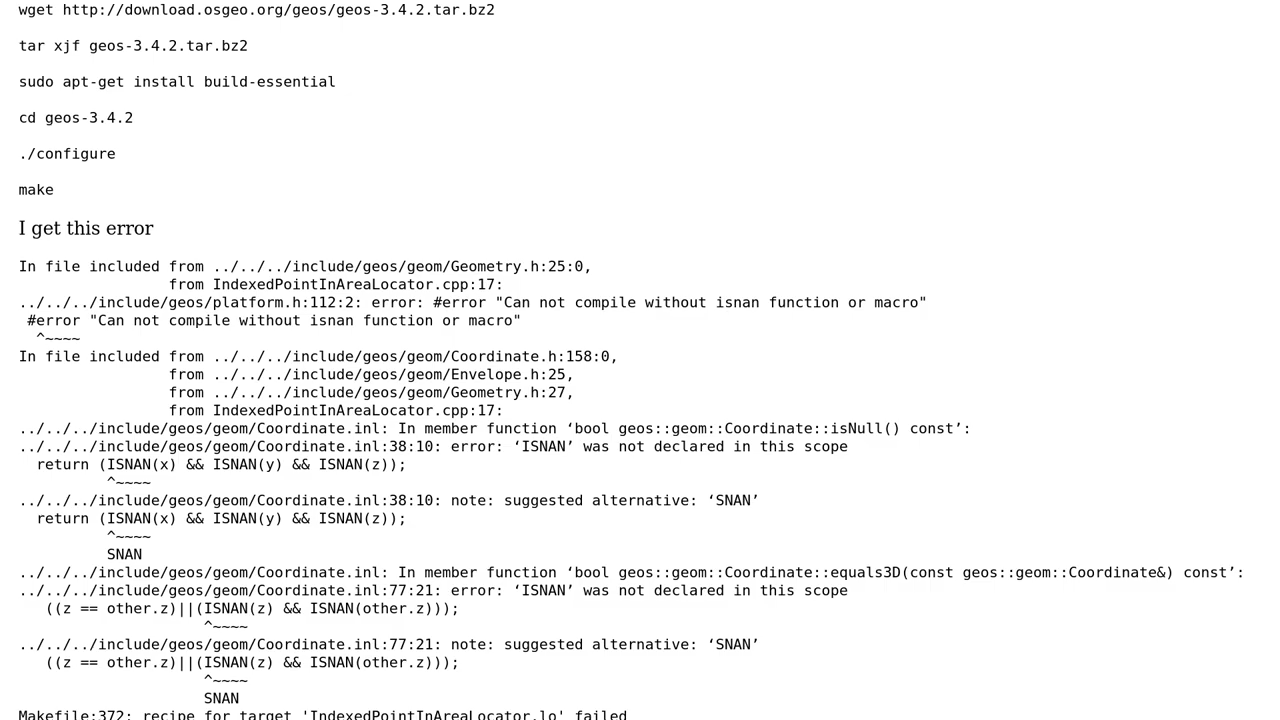 wget http://download.osgeo.org/geos/geos-3.4.2.tar.bz2
tar xjf geos-3.4.2.tar.bz2
sudo apt-get install build-essential
cd geos-3.4.2
./configure
make
I get this error
In file included from ../../../include/geos/geom/Geometry.h:25:0,
                 from IndexedPointInAreaLocator.cpp:17:
../../../include/geos/platform.h:112:2: error: #error "Can not compile without isnan function or macro"
 #error "Can not compile without isnan function or macro"
  ^~~~~
In file included from ../../../include/geos/geom/Coordinate.h:158:0,
                 from ../../../include/geos/geom/Envelope.h:25,
                 from ../../../include/geos/geom/Geometry.h:27,
                 from IndexedPointInAreaLocator.cpp:17:
../../../include/geos/geom/Coordinate.inl: In member function ‘bool geos::geom::Coordinate::isNull() const’:
../../../include/geos/geom/Coordinate.inl:38:10: error: ‘ISNAN’ was not declared in this scope
  return (ISNAN(x) && ISNAN(y) && ISNAN(z));
          ^~~~~
../../../include/geos/geom/Coordinate.inl:38:10: note: suggested alternative: ‘SNAN’
  return (ISNAN(x) && ISNAN(y) && ISNAN(z));
          ^~~~~
          SNAN
../../../include/geos/geom/Coordinate.inl: In member function ‘bool geos::geom::Coordinate::equals3D(const geos::geom::Coordinate&) const’:
../../../include/geos/geom/Coordinate.inl:77:21: error: ‘ISNAN’ was not declared in this scope
   ((z == other.z)||(ISNAN(z) && ISNAN(other.z)));
                     ^~~~~
../../../include/geos/geom/Coordinate.inl:77:21: note: suggested alternative: ‘SNAN’
   ((z == other.z)||(ISNAN(z) && ISNAN(other.z)));
                     ^~~~~
                     SNAN
Makefile:372: recipe for target 'IndexedPointInAreaLocator.lo' failed